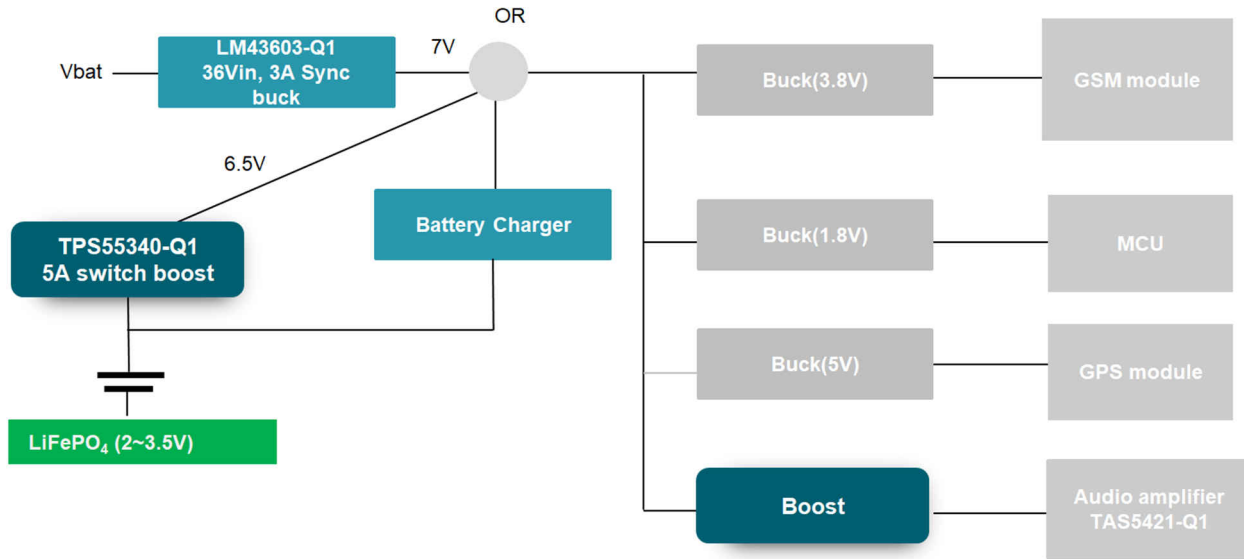 OR
Vbat
LM43603-Q1
36Vin, 3A Sync
buck
7V
Buck(3.8V)
GSM module
6.5V
TPS55340-Q1
5A switch boost
Battery Charger
Buck(1.8V)
MCU
Buck(5V)
GPS module
LiFePO₄ (2~3.5V)
Boost
Audio amplifier
TAS5421-Q1